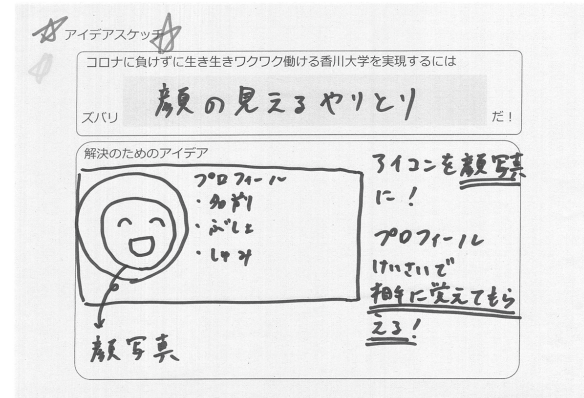 アイデアスケッチ
コロナに負けずに生き生きワクワク働ける香川大学を実現するには
ズバリ
顔の見えるやりとり
だ！
解決のためのアイデア
プロフィール
・名前
・ぶしょ
・しゅみ
顔写真
アイコンを顔写真
に！
プロフィール
けいさいで
相手に覚えてもら
える！